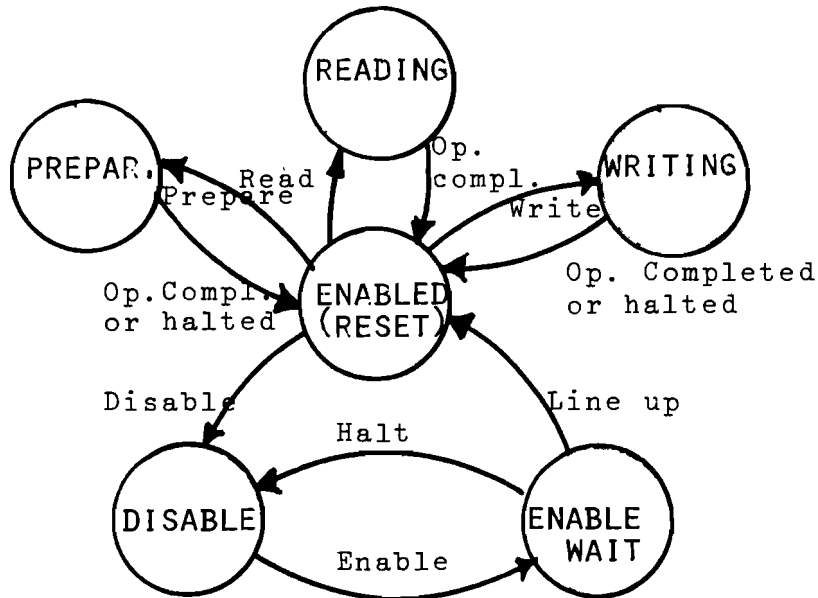 READING
PREPAR.
Read
Prepare
Op.
compl.
WRITING
Write
Op.Compl.
or halted
ENABLED
(RESET)
Op. Completed
or halted
Disable
Line up
Halt
DISABLE
ENABLE
WAIT
Enable